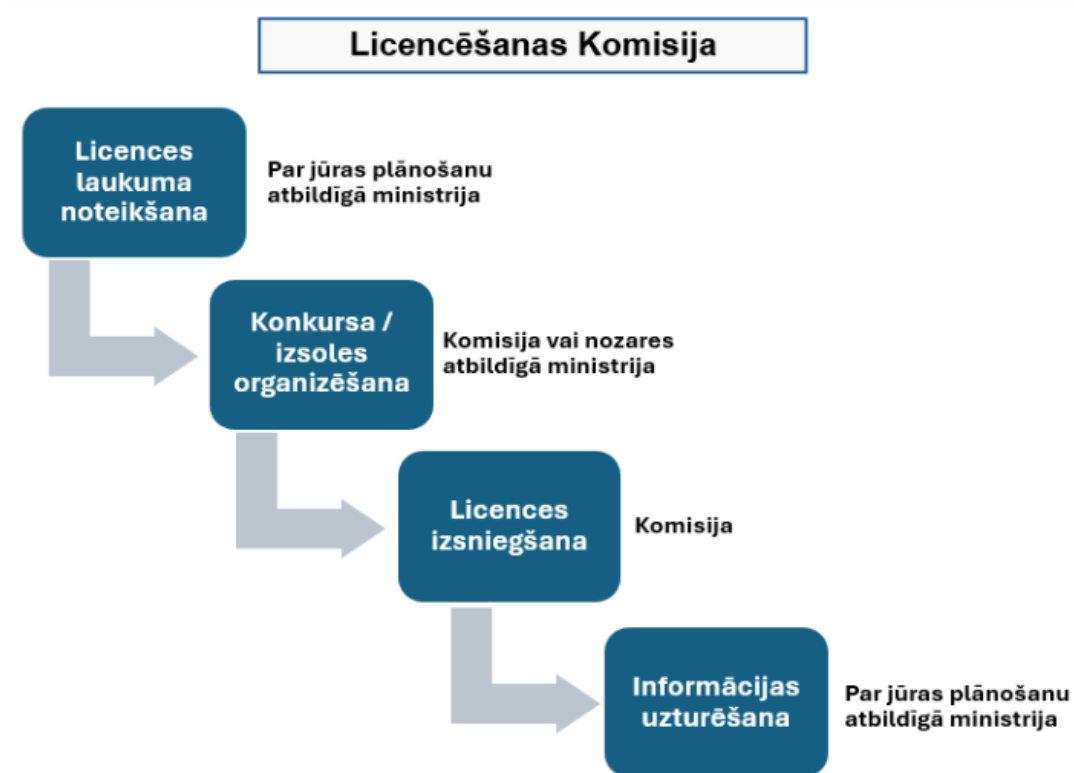 Licencēšanas Komisija
Licences
laukuma
noteikšana
Par jūras plānošanu
atbildīgā ministrija
Konkursa /
izsoles
organizēšana
Komisija vai nozares
atbildīgā ministrija
Licences
izsniegšana
Komisija
Informācijas
uzturēšana
Par jūras plānošanu
atbildīgā ministrija